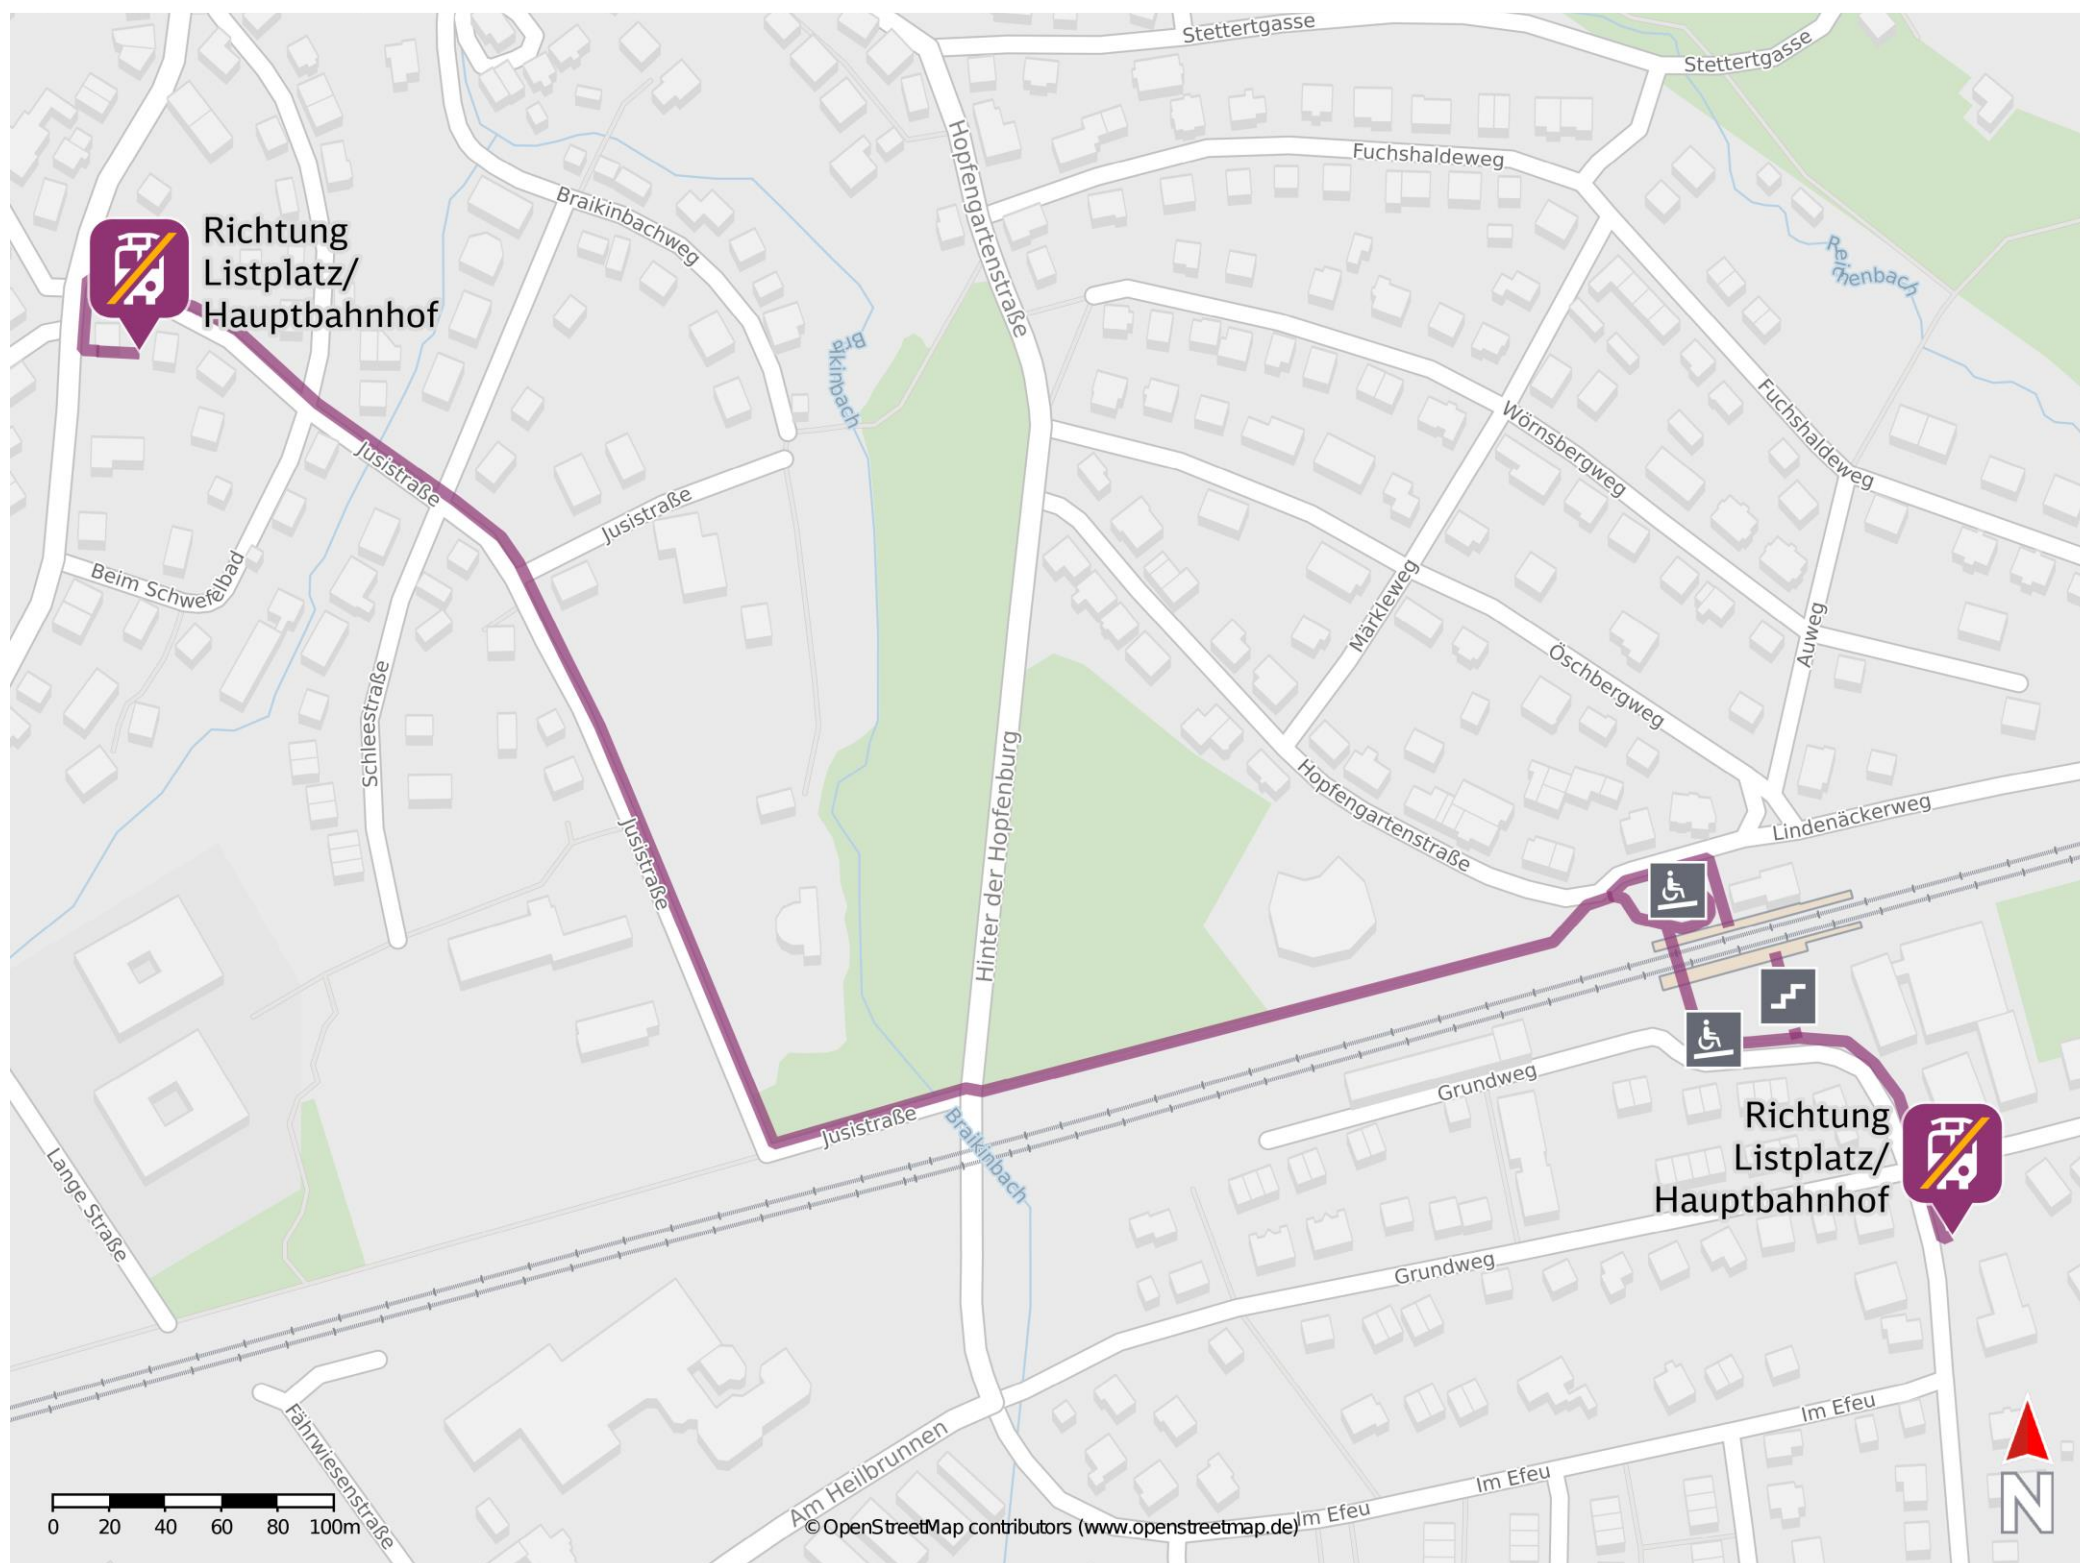 Stettertgasse
Stettertgasse
Hopfengartenstraße
Fuchshaldeweg
Braikinbachweg
Richtung
Listplatz/
Hauptbahnhof
Reichenbach
Braikinbach
Fuchshaldeweg
Wörnsbergweg
Jusistraße
Jusistraße
Beim Schwefelbad
Märkleweg
Auweg
Öschbergweg
Schleestraße
Hinter der Hopfenburg
Hopfengartenstraße
Lindenäckerweg
Jusistraße
Grundweg
Jusistraße
Braikinbach
Richtung
Listplatz/
Hauptbahnhof
Lange Straße
Grundweg
Im Efeu
Fährwiesenstraße
Am Heilbrunnen
Im Efeu
Im Efeu
N
0 20 40 60 80 100m
© OpenStreetMap contributors (www.openstreetmap.de)